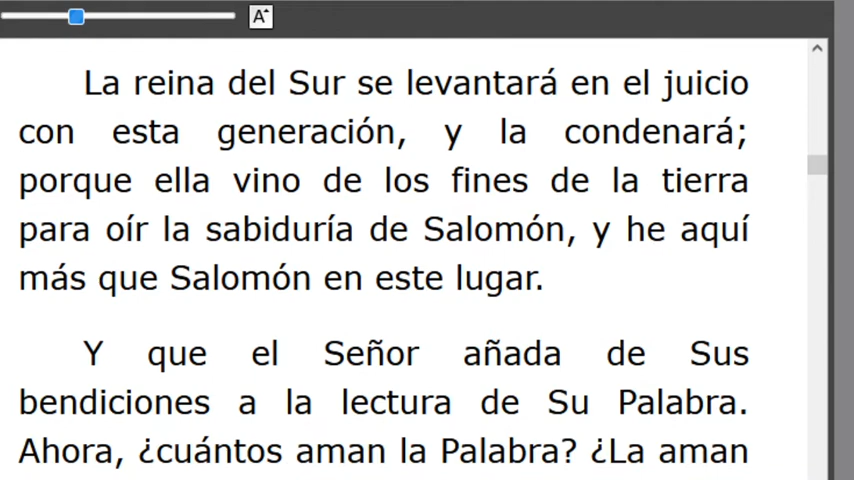 A
La reina del Sur se levantará en el juicio
con esta generación, y la condenará;
porque ella vino de los fines de la tierra
para oír la sabiduría de Salomón, y he aquí
más que Salomón en este lugar.
Y que el Señor añada de Sus
bendiciones a la lectura de Su Palabra.
Ahora, ¿cuántos aman la Palabra? ¿La aman